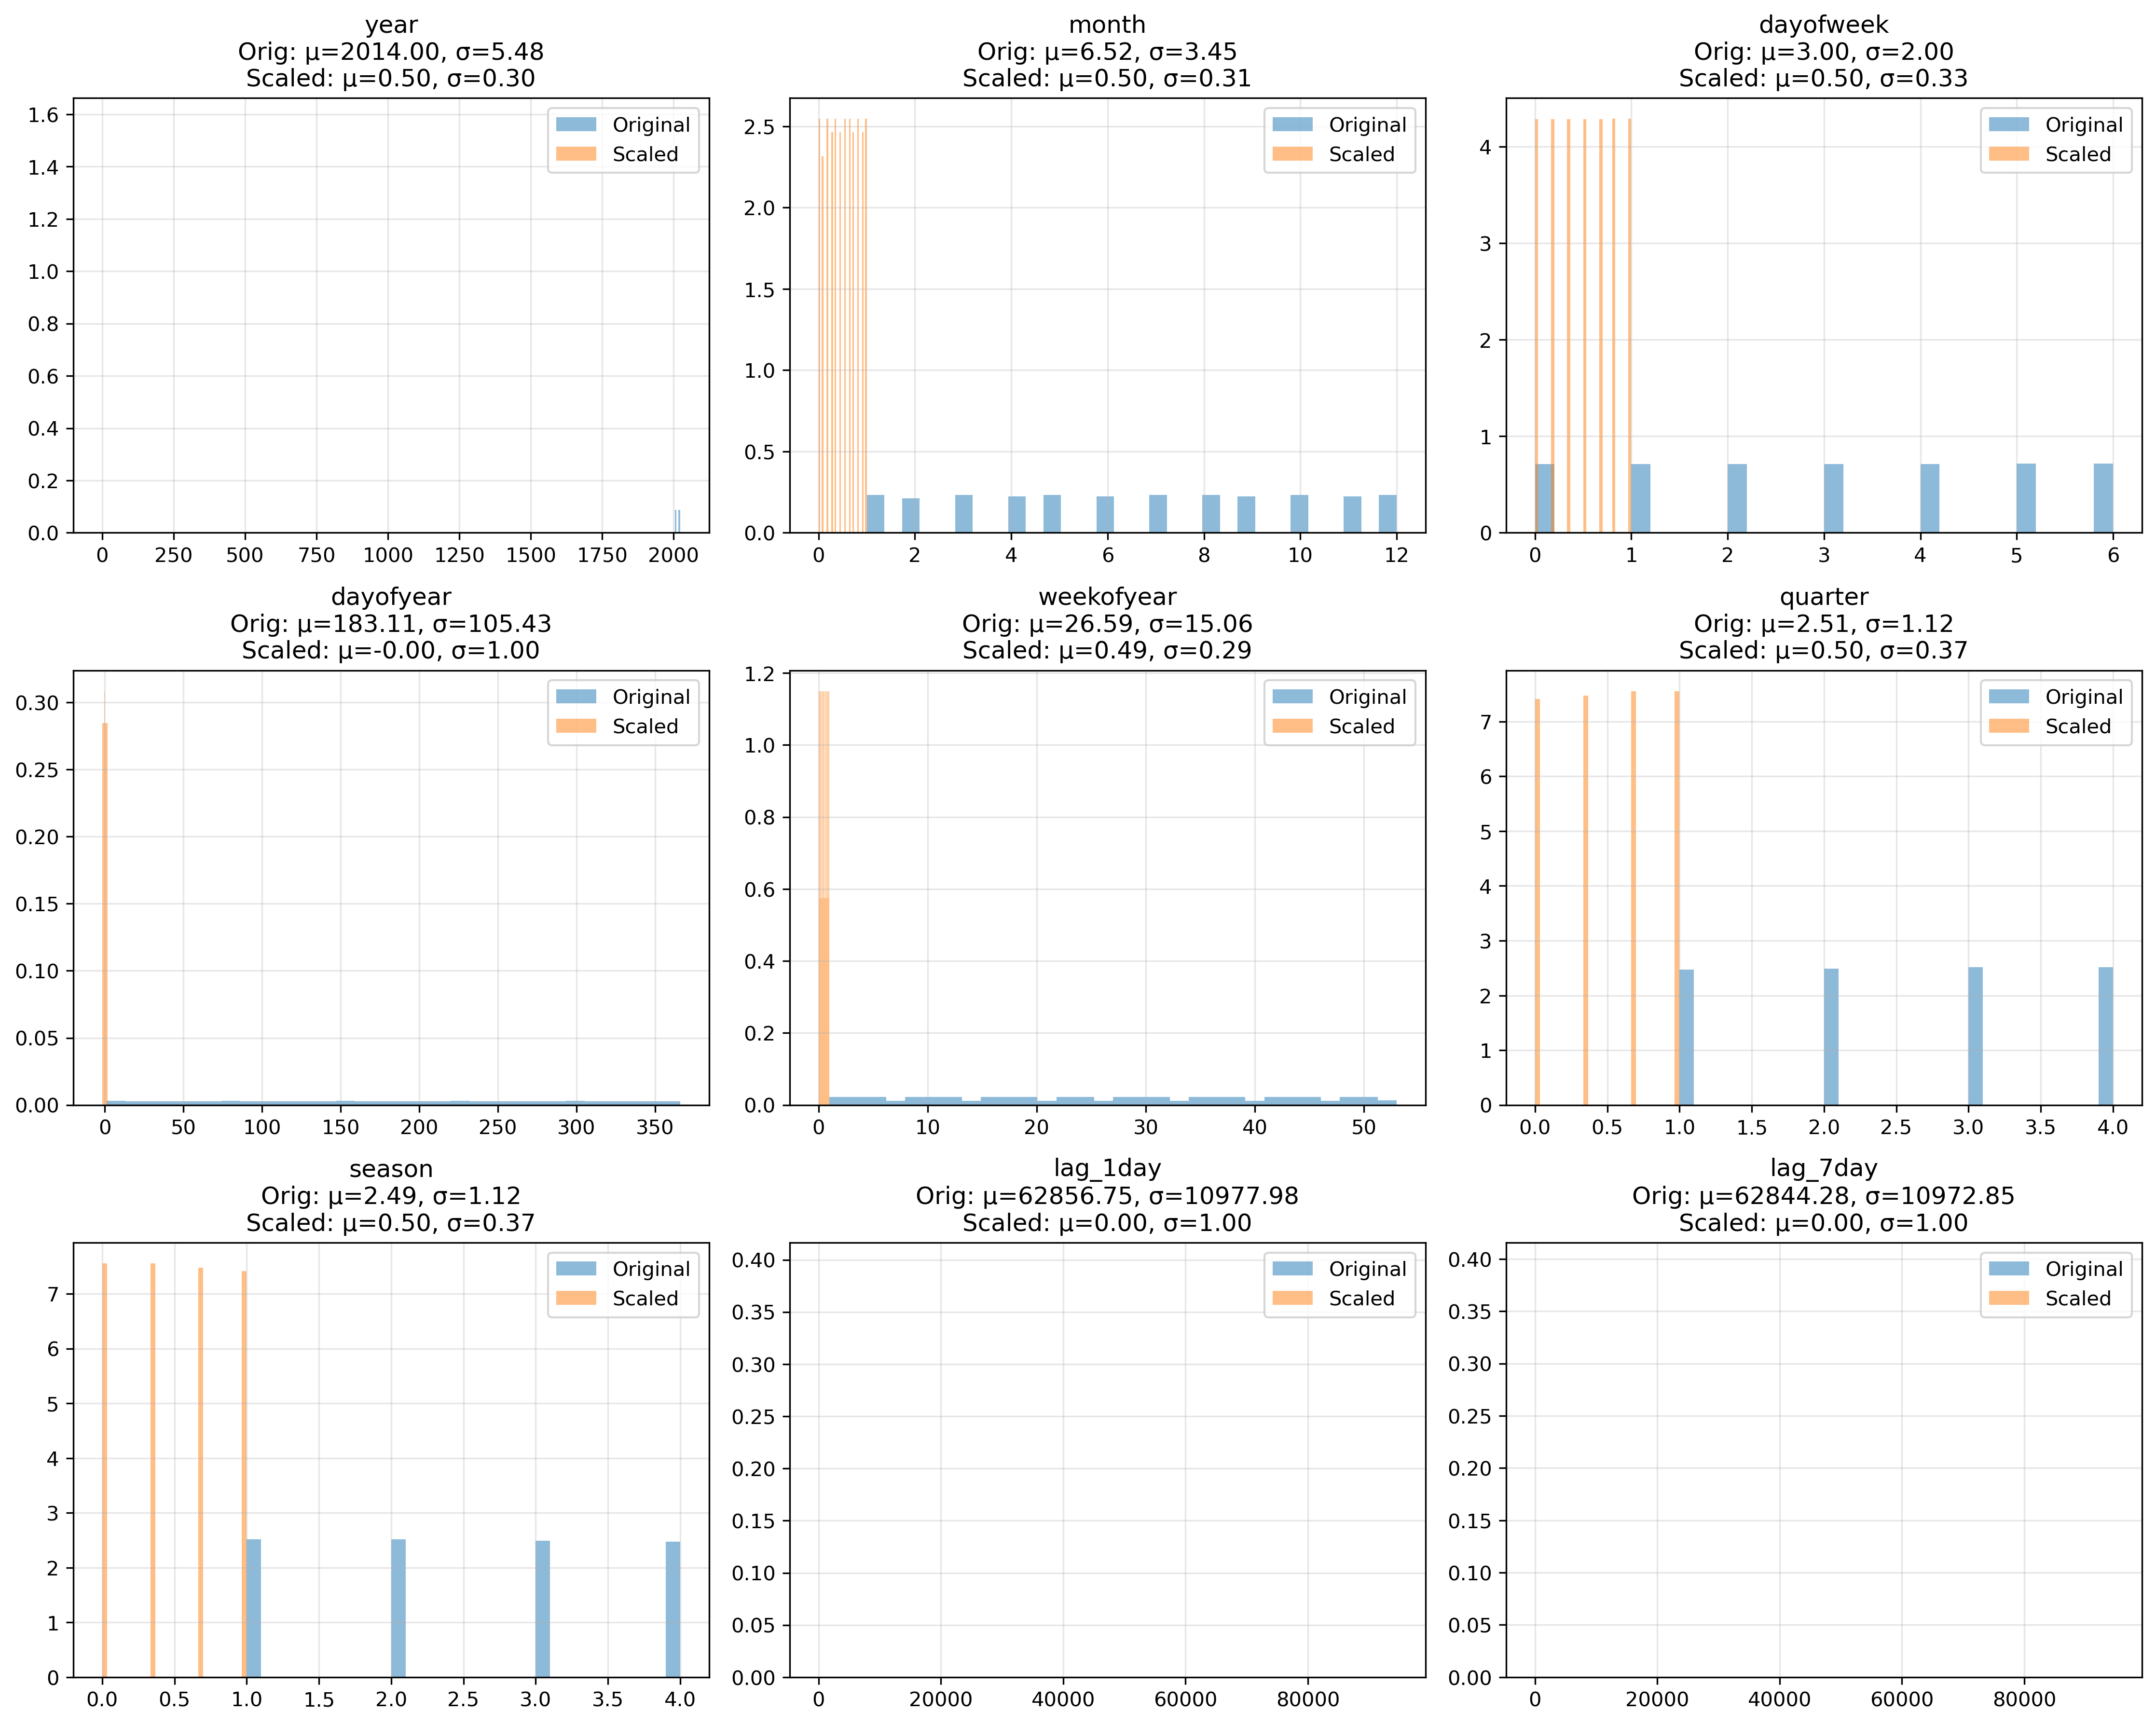 year
Orig: μ=2014.00, σ=5.48
Scaled: μ=0.50, σ=0.30
1.6
1.4
1.2
1.0
0.8
0.6
0.4
0.2
0.0
Original
Scaled
0 250 500 750 1000 1250 1500 1750 2000
month
Orig: μ=6.52, σ=3.45
Scaled: μ=0.50, σ=0.31
2.5
2.0
1.5
1.0
0.5
0.0
Original
Scaled
0 2 4 6 8 10 12
dayofweek
Orig: μ=3.00, σ=2.00
Scaled: μ=0.50, σ=0.33
4
3
2
1
0
Original
Scaled
0 1 2 3 4 5 6
dayofyear
Orig: μ=183.11, σ=105.43
Scaled: μ=-0.00, σ=1.00
0.30
0.25
0.20
0.15
0.10
0.05
0.00
Original
Scaled
0 50 100 150 200 250 300 350
weekofyear
Orig: μ=26.59, σ=15.06
Scaled: μ=0.49, σ=0.29
1.2
1.0
0.8
0.6
0.4
0.2
0.0
Original
Scaled
0 10 20 30 40 50
quarter
Orig: μ=2.51, σ=1.12
Scaled: μ=0.50, σ=0.37
7
6
5
4
3
2
1
0
Original
Scaled
0.0 0.5 1.0 1.5 2.0 2.5 3.0 3.5 4.0
season
Orig: μ=2.49, σ=1.12
Scaled: μ=0.50, σ=0.37
7
6
5
4
3
2
1
0
Original
Scaled
0.0 0.5 1.0 1.5 2.0 2.5 3.0 3.5 4.0
lag_1day
Orig: μ=62856.75, σ=10977.98
Scaled: μ=0.00, σ=1.00
0.40
0.35
0.30
0.25
0.20
0.15
0.10
0.05
0.00
Original
Scaled
0 20000 40000 60000 80000
lag_7day
Orig: μ=62844.28, σ=10972.85
Scaled: μ=0.00, σ=1.00
0.40
0.35
0.30
0.25
0.20
0.15
0.10
0.05
0.00
Original
Scaled
0 20000 40000 60000 80000